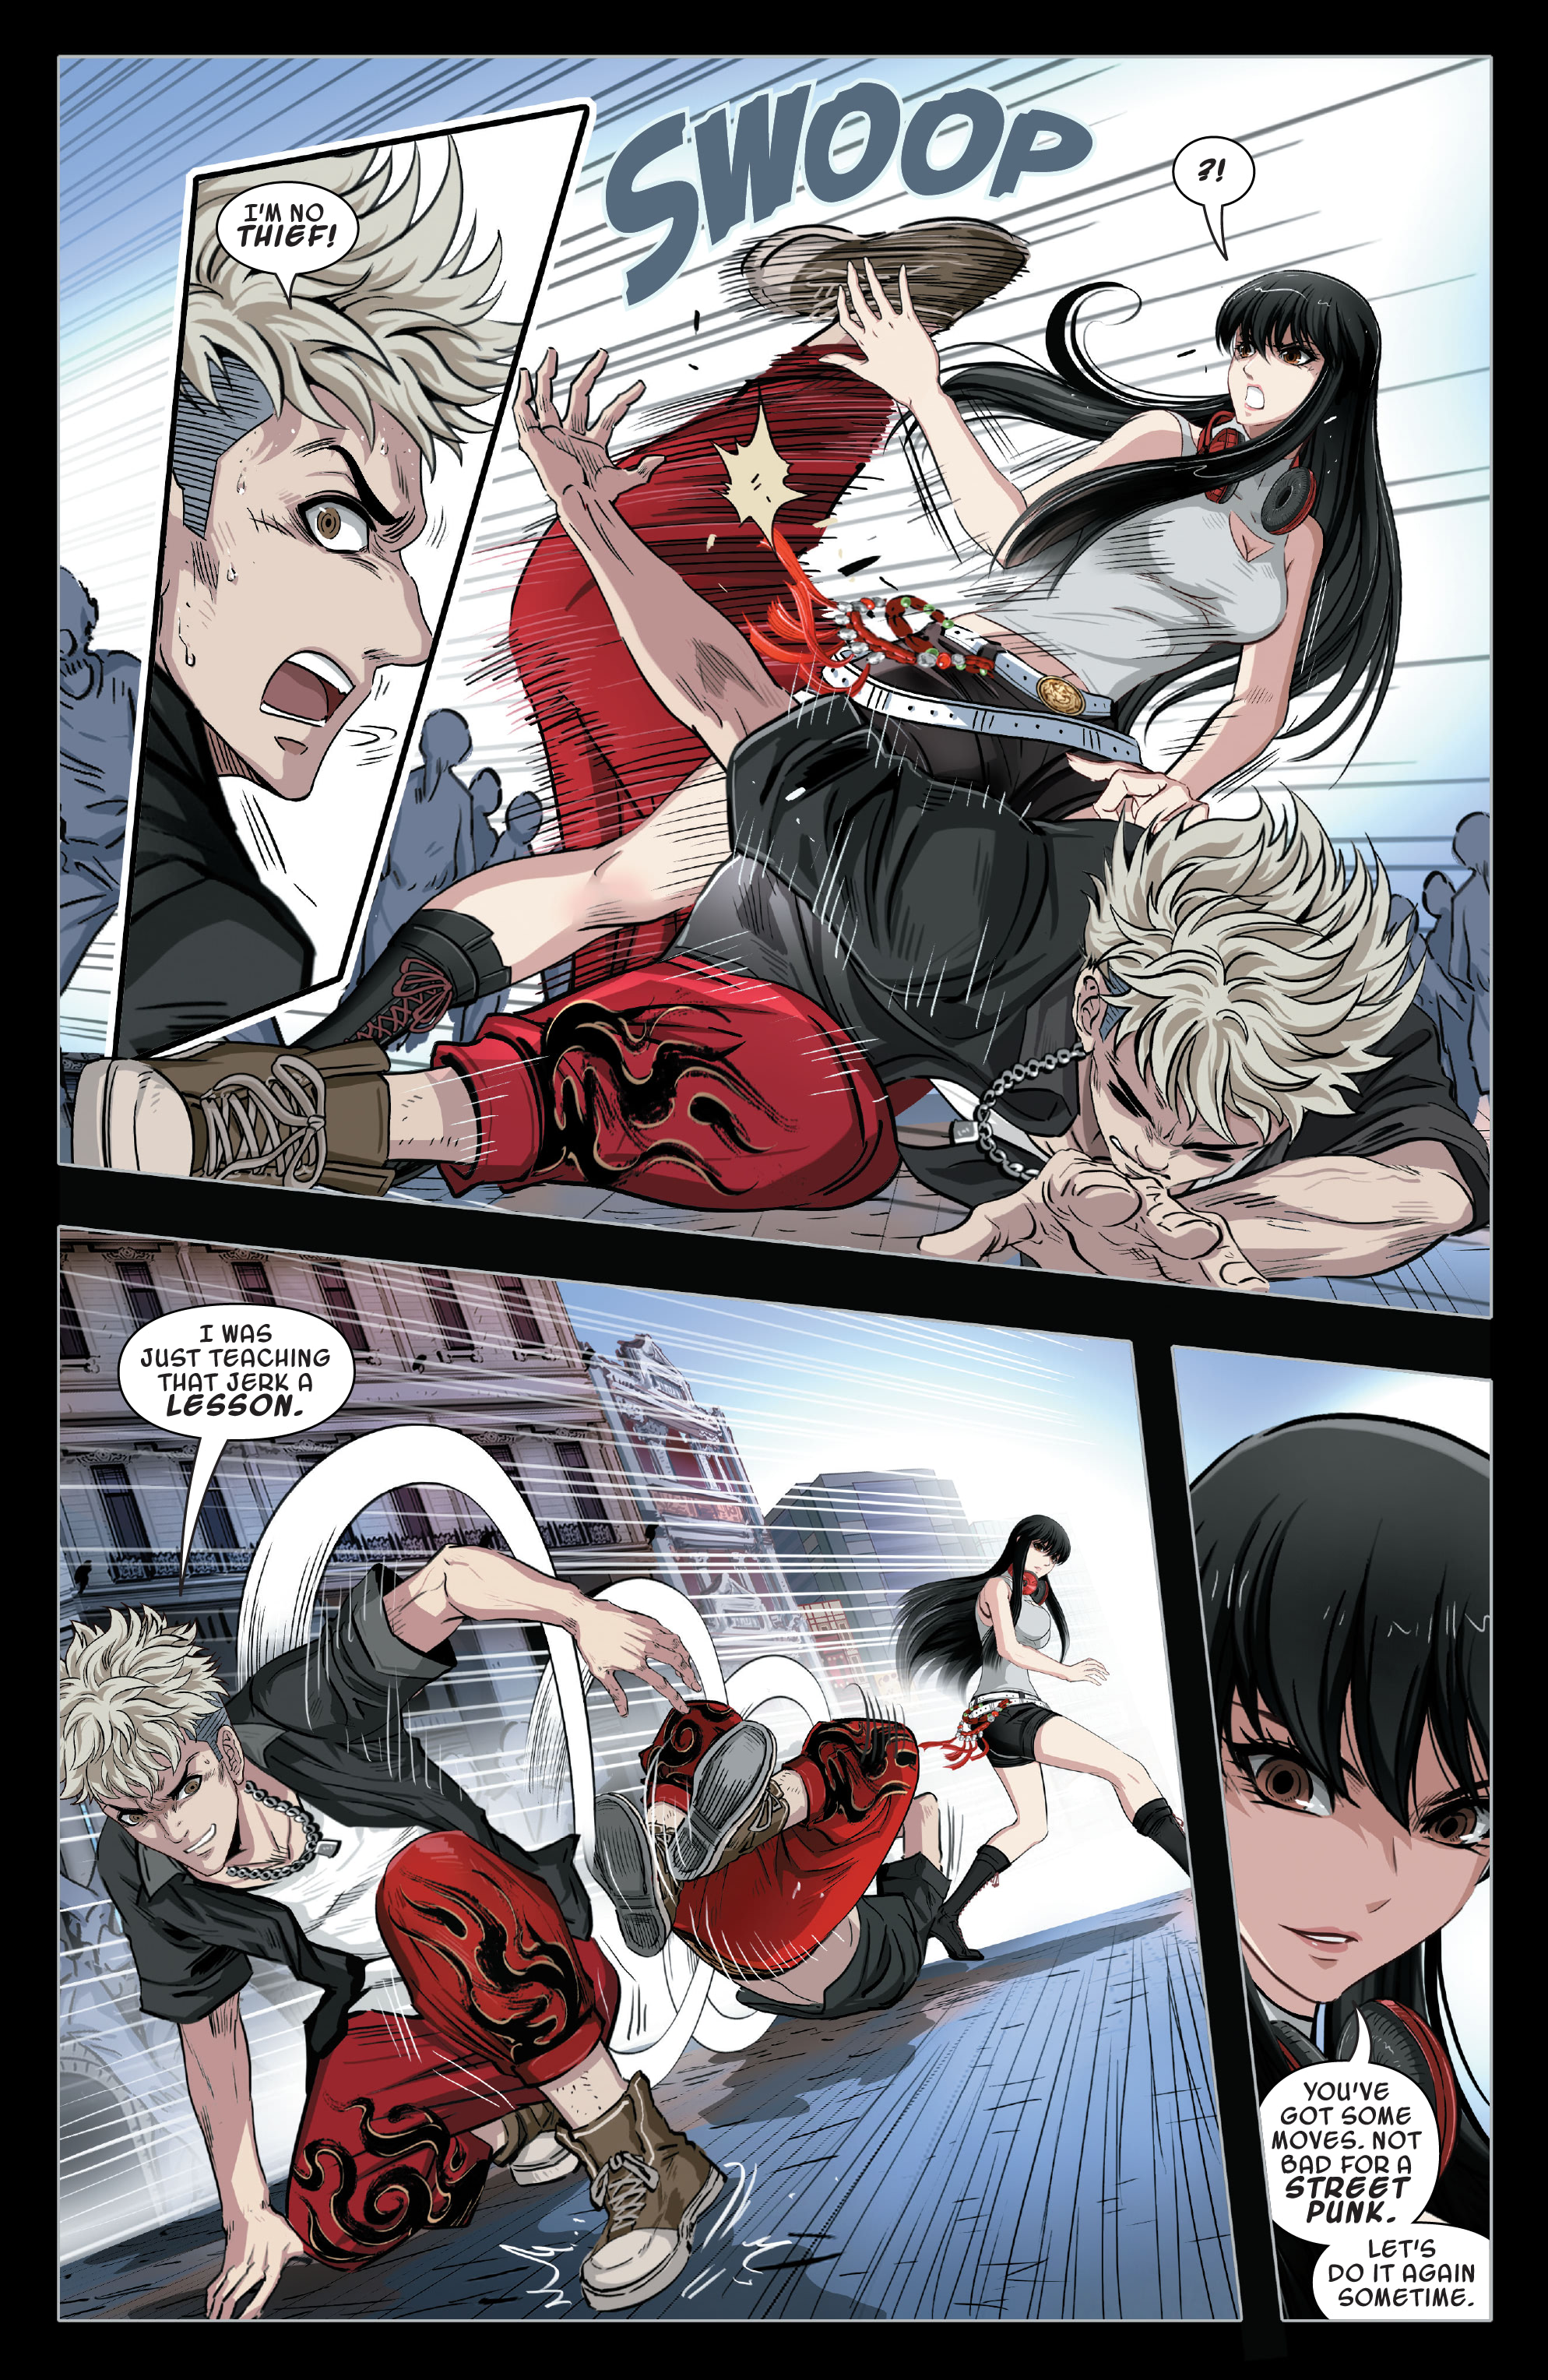 I'M NO
THIEF!
SWOOP
?!
I WAS
JUST TEACHING
THAT JERK A
LESSON.
YOU'VE
GOT SOME
MOVES. NOT
BAD FOR A
STREET
PUNK.
LET'S
DO IT AGAIN
SOMETIME.